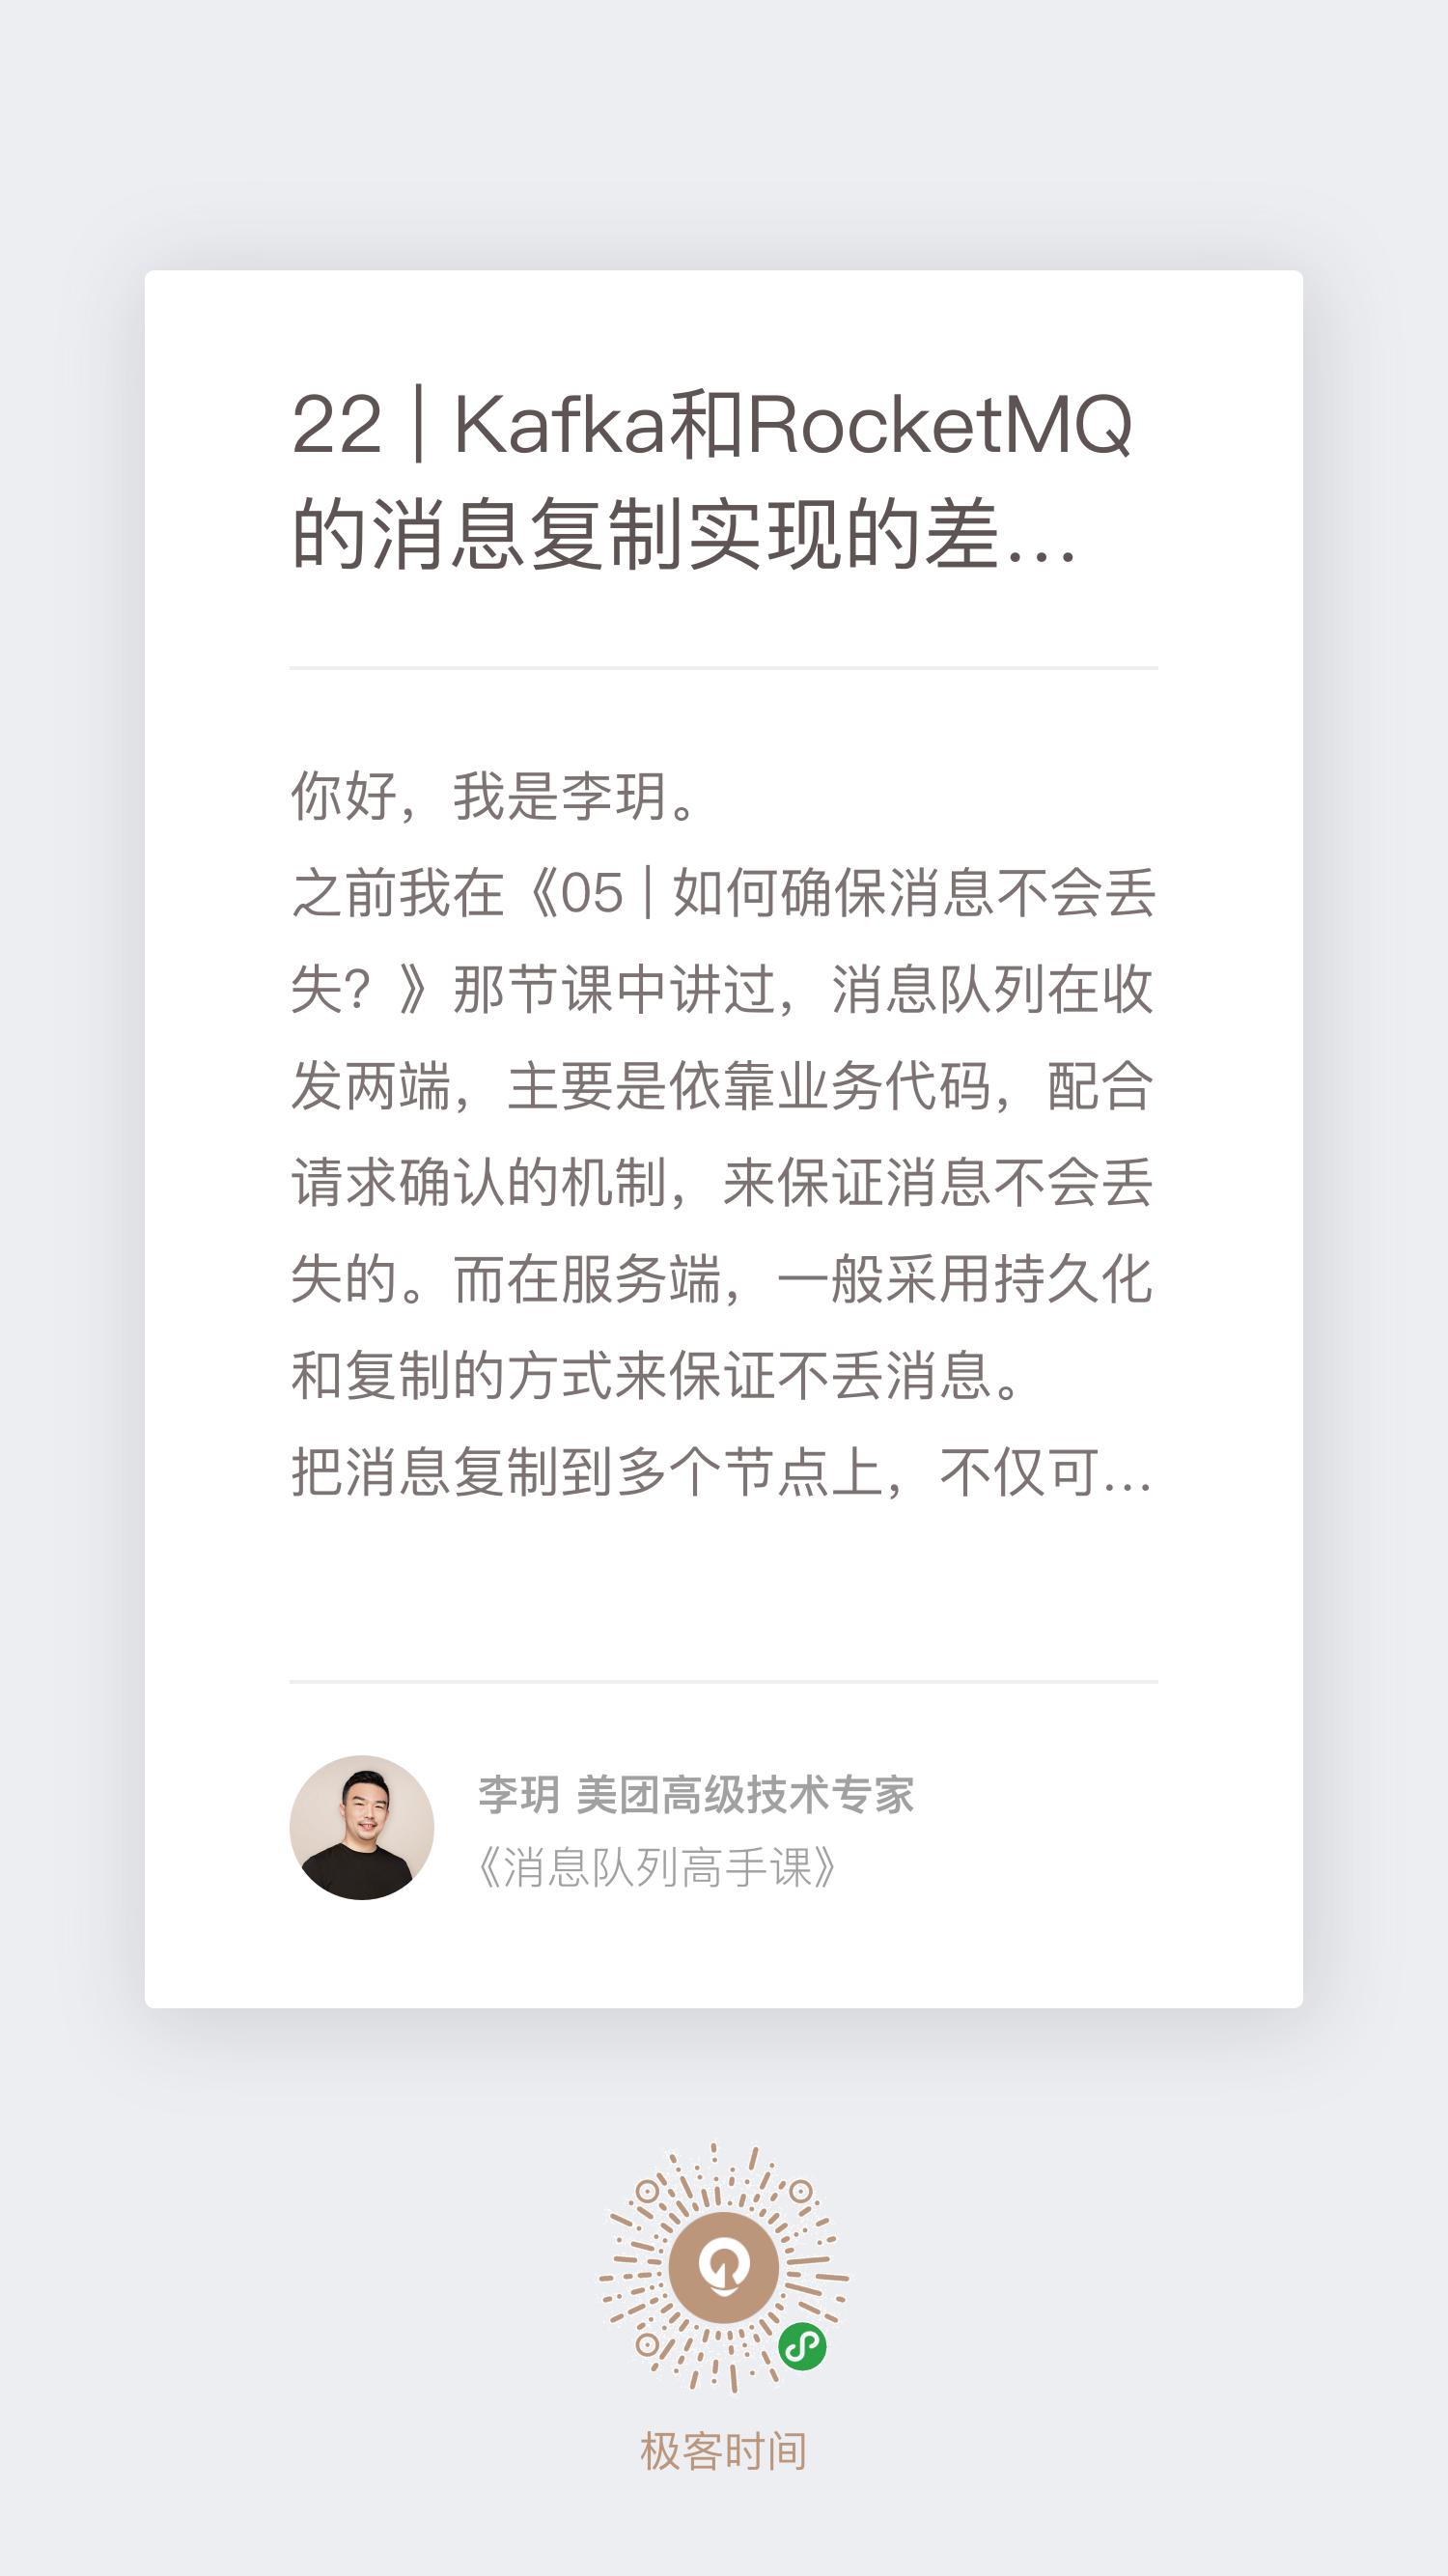 22 | Kafka和RocketMQ
的消息复制实现的差…
你好，我是李玥。
之前我在《05 | 如何确保消息不会丢
失？》那节课中讲过，消息队列在收
发两端，主要是依靠业务代码，配合
请求确认的机制，来保证消息不会丢
失的。而在服务端，一般采用持久化
和复制的方式来保证不丢消息。
把消息复制到多个节点上，不仅可…
李玥 美团高级技术专家
《消息队列高手课》
极客时间